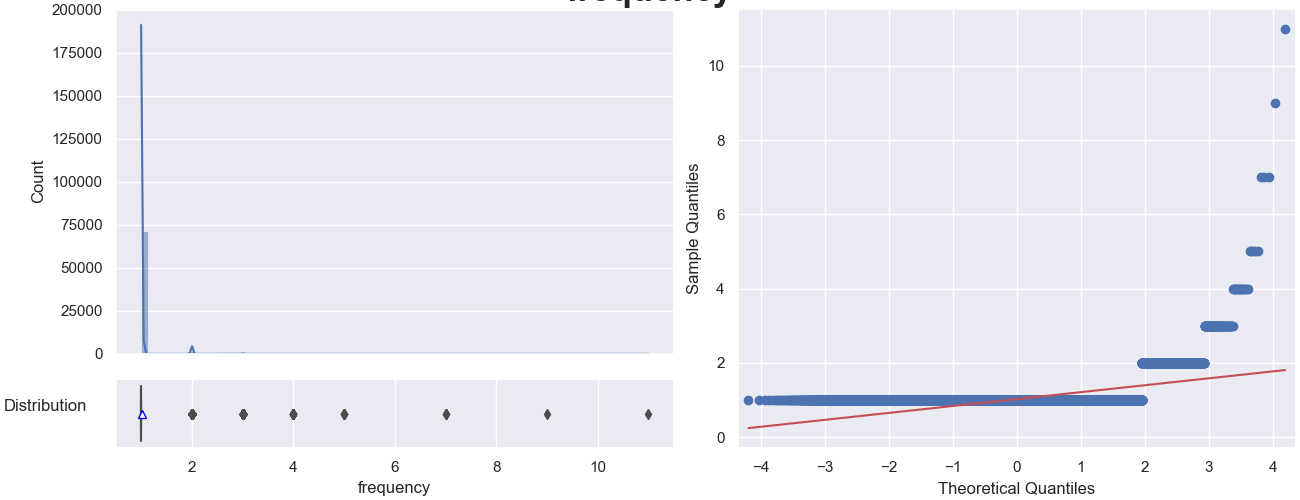 frequency
200000
175000
150000
125000
100000
75000
50000
25000
0
Count
Distribution
2 4 6 8 10
frequency
10
8
6
4
2
0
Sample Quantiles
−4 −3 −2 −1 0 1 2 3 4
Theoretical Quantiles